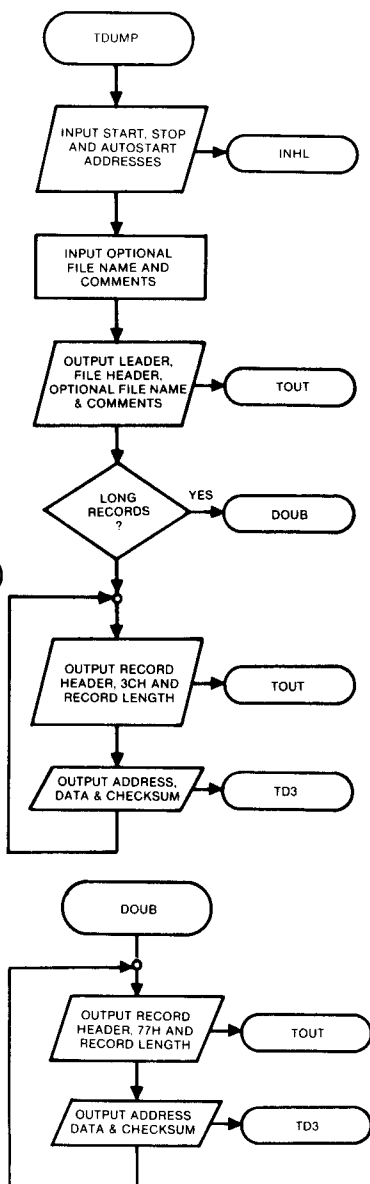 TDUMP
INPUT START, STOP
AND AUTOSTART
ADDRESSES
INHL
INPUT OPTIONAL
FILE NAME AND
COMMENTS
OUTPUT LEADER,
FILE HEADER,
OPTIONAL FILE NAME
& COMMENTS
TOUT
LONG
RECORDS
?
YES
DOUB
OUTPUT RECORD
HEADER, 3CH AND
RECORD LENGTH
TOUT
OUTPUT ADDRESS,
DATA & CHECKSUM
TD3
DOUB
OUTPUT RECORD
HEADER, 77H AND
RECORD LENGTH
TOUT
OUTPUT ADDRESS
DATA & CHECKSUM
TD3